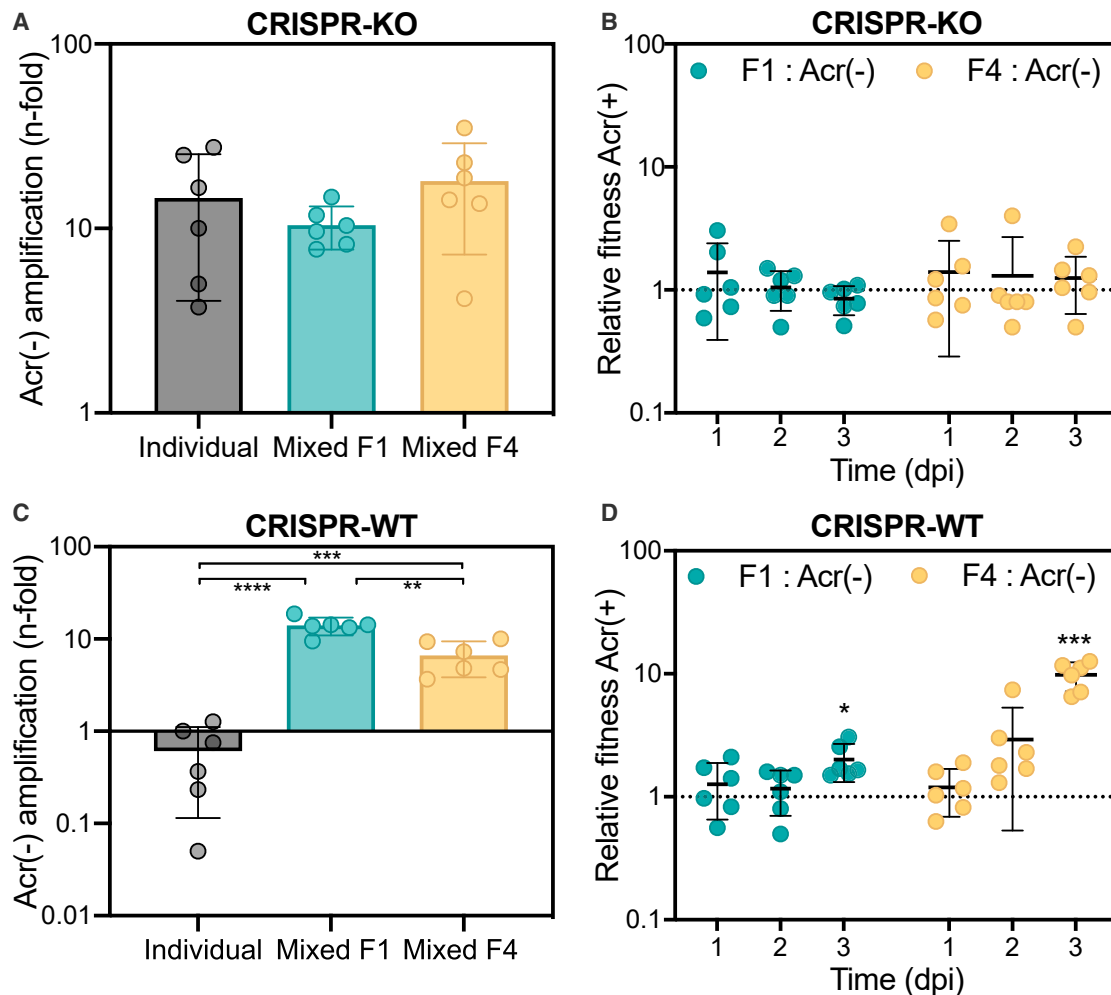 A
CRISPR-KO
Acr(-) amplification (n-fold)
100
10
1
Individual
Mixed F1
Mixed F4
B
CRISPR-KO
F1 : Acr(-)
F4 : Acr(-)
Relative fitness Acr(+)
100
10
1
0.1
1
2
3
1
2
3
Time (dpi)
C
CRISPR-WT
Acr(-) amplification (n-fold)
100
10
1
0.1
0.01
***
****
**
Individual
Mixed F1
Mixed F4
D
CRISPR-WT
F1 : Acr(-)
F4 : Acr(-)
Relative fitness Acr(+)
100
10
1
0.1
*
***
1
2
3
1
2
3
Time (dpi)